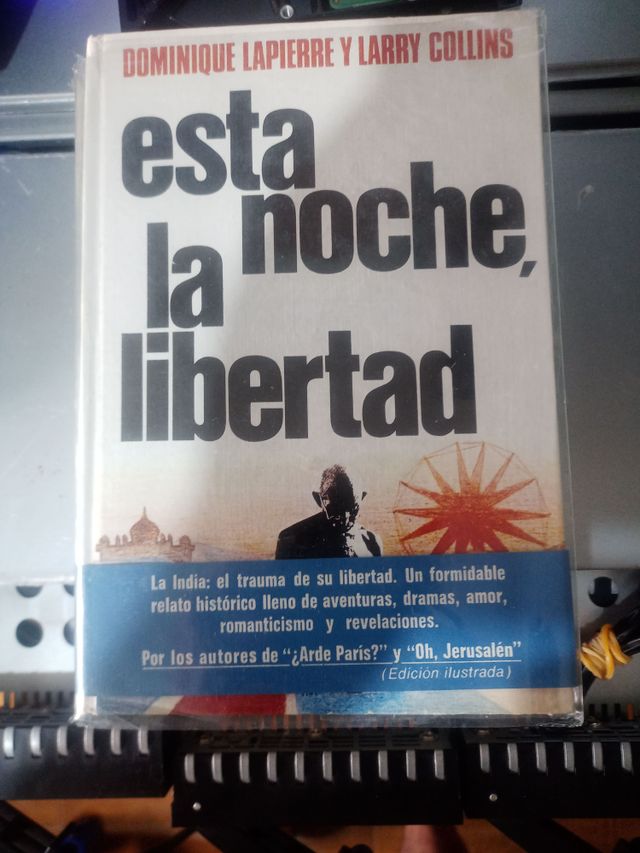 DOMINIQUE LAPIERRE Y LARRY COLLINS
esta
noche,
la
libertad
La India: el trauma de su libertad. Un formidable
relato histórico lleno de aventuras, dramas, amor,
romanticismo y revelaciones.
Por los autores de "¿Arde París?" y "Oh, Jerusalén"
(Edición ilustrada)